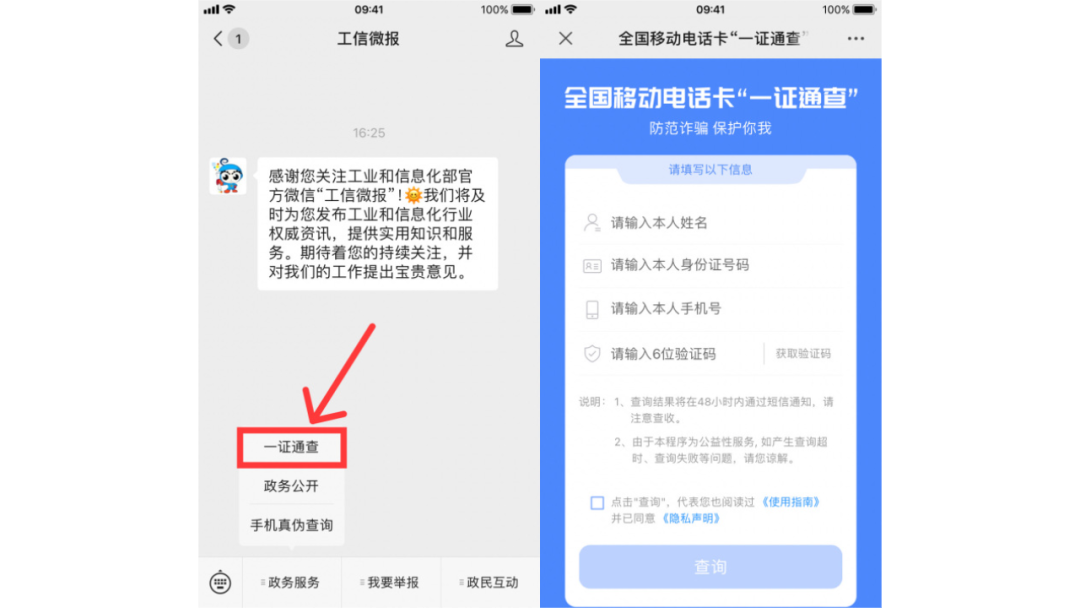 09:41
100%
1
工信微报
16:25
感谢您关注工业和信息化部官
方微信“工信微报”!🌞我们将及
时为您发布工业和信息化行业
权威资讯，提供实用知识和服
务。期待着您的持续关注，并
对我们的工作提出宝贵意见。
一证通查
政务公开
手机真伪查询
政务服务
我要举报
政民互动
09:41
100%
全国移动电话卡“一证通查”
全国移动电话卡“一证通查”
防范诈骗 保护你我
请填写以下信息
请输入本人姓名
请输入本人身份证号码
请输入本人手机号
请输入6位验证码
获取验证码
说明：1、查询结果将在48小时内通过短信通知，请
注意查收。
2、由于本程序为公益性服务, 如产生查询超
时、查询失败等问题，请您谅解。
点击“查询”，代表您也阅读过《使用指南》
并已同意《隐私声明》
查询